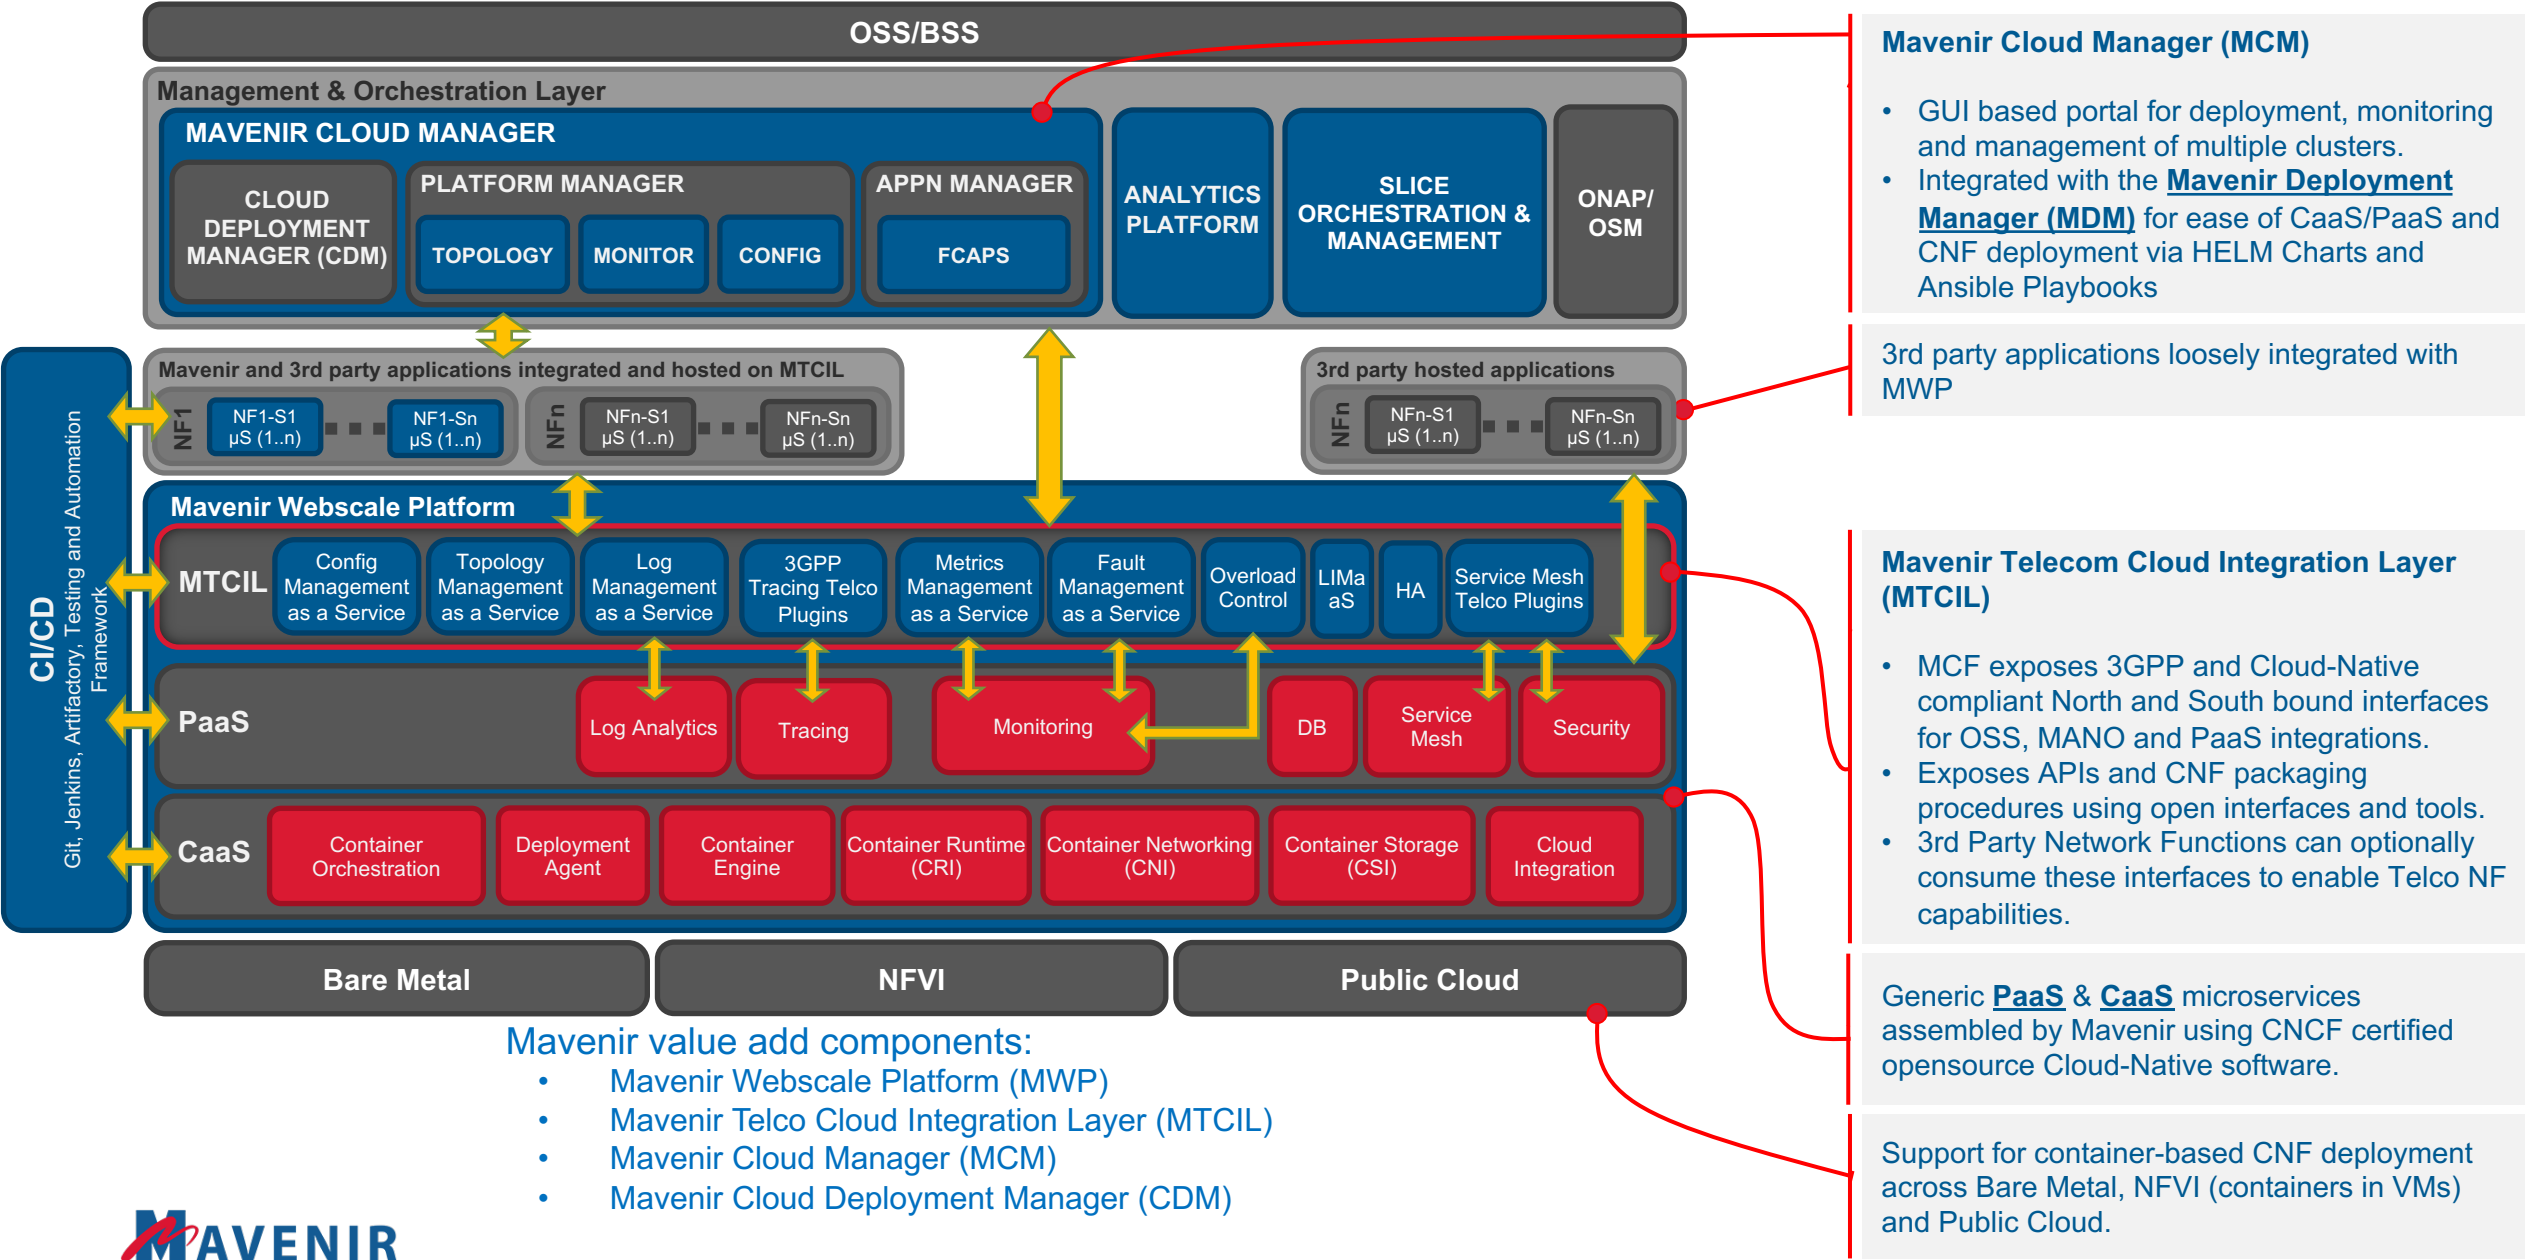 OSS/BSS
Management & Orchestration Layer
MAVENIR CLOUD MANAGER
CLOUD
DEPLOYMENT
MANAGER (CDM)
PLATFORM MANAGER
TOPOLOGY
MONITOR
CONFIG
APPN MANAGER
FCAPS
ANALYTICS
PLATFORM
SLICE
ORCHESTRATION &
MANAGEMENT
ONAP/
OSM
CI/CD
Git, Jenkins, Artifactory, Testing and Automation
Framework
Mavenir and 3rd party applications integrated and hosted on MTCIL
NF1
NF1-S1
µS (1..n)
NF1-Sn
µS (1..n)
NFn
NFn-S1
µS (1..n)
NFn-Sn
µS (1..n)
3rd party hosted applications
NFn
NFn-S1
µS (1..n)
NFn-Sn
µS (1..n)
Mavenir Webscale Platform
MTCIL
Config
Management
as a Service
Topology
Management
as a Service
Log
Management
as a Service
3GPP
Tracing Telco
Plugins
Metrics
Management
as a Service
Fault
Management
as a Service
Overload
Control
LIMa
aS
HA
Service Mesh
Telco Plugins
PaaS
Log Analytics
Tracing
Monitoring
DB
Service
Mesh
Security
CaaS
Container
Orchestration
Deployment
Agent
Container
Engine
Container Runtime
(CRI)
Container Networking
(CNI)
Container Storage
(CSI)
Cloud
Integration
Bare Metal
NFVI
Public Cloud
Mavenir value add components:
• Mavenir Webscale Platform (MWP)
• Mavenir Telco Cloud Integration Layer (MTCIL)
• Mavenir Cloud Manager (MCM)
• Mavenir Cloud Deployment Manager (CDM)
MAVENIR
Mavenir Cloud Manager (MCM)
• GUI based portal for deployment, monitoring
and management of multiple clusters.
• Integrated with the Mavenir Deployment
Manager (MDM) for ease of CaaS/PaaS and
CNF deployment via HELM Charts and
Ansible Playbooks
3rd party applications loosely integrated with
MWP
Mavenir Telecom Cloud Integration Layer
(MTCIL)
• MCF exposes 3GPP and Cloud-Native
compliant North and South bound interfaces
for OSS, MANO and PaaS integrations.
• Exposes APIs and CNF packaging
procedures using open interfaces and tools.
• 3rd Party Network Functions can optionally
consume these interfaces to enable Telco NF
capabilities.
Generic PaaS & CaaS microservices
assembled by Mavenir using CNCF certified
opensource Cloud-Native software.
Support for container-based CNF deployment
across Bare Metal, NFVI (containers in VMs)
and Public Cloud.